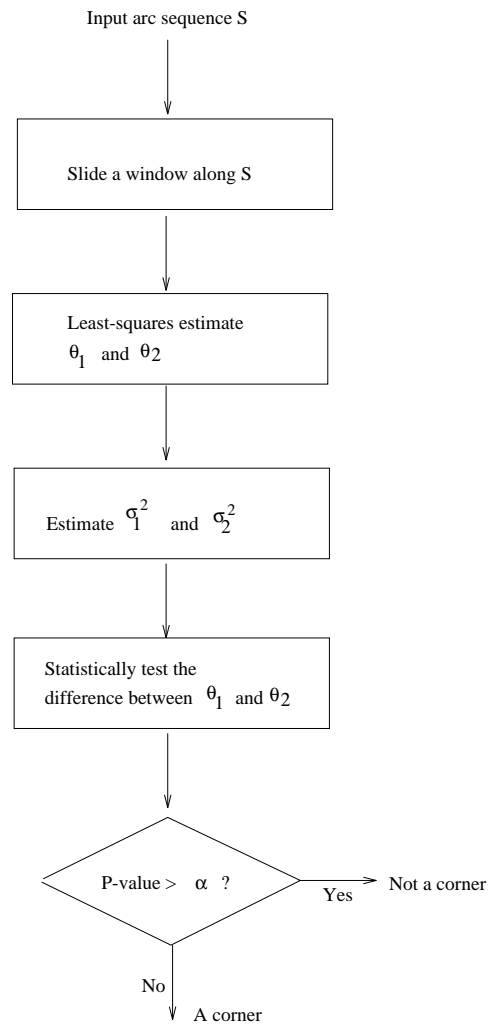 Input arc sequence S
Slide a window along S
Least-squares estimate
θ₁ and θ₂
Estimate σ₁² and σ₂²
Statistically test the
difference between θ₁ and θ₂
P-value > α ?
Yes
Not a corner
No
A corner